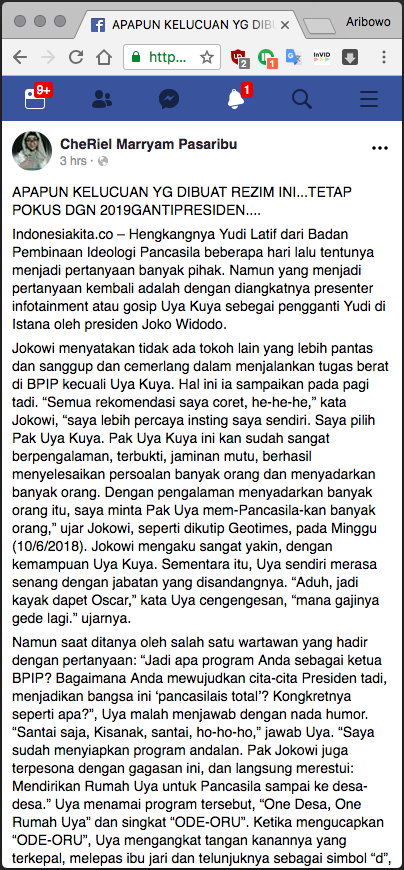 APAPUN KELUCUAN YG DIBU
Aribowo
https...
2
1
InVID
9+
1
CheRiel Marryam Pasaribu
3 hrs ·
APAPUN KELUCUAN YG DIBUAT REZIM INI...TETAP
POKUS DGN 2019GANTIPRESIDEN....
Indonesiakita.co – Hengkangnya Yudi Latif dari Badan
Pembinaan Ideologi Pancasila beberapa hari lalu tentunya
menjadi pertanyaan banyak pihak. Namun yang menjadi
pertanyaan kembali adalah dengan diangkatnya presenter
infotainment atau gosip Uya Kuya sebegai pengganti Yudi di
Istana oleh presiden Joko Widodo.
Jokowi menyatakan tidak ada tokoh lain yang lebih pantas
dan sanggup dan cemerlang dalam menjalankan tugas berat
di BPIP kecuali Uya Kuya. Hal ini ia sampaikan pada pagi
tadi. “Semua rekomendasi saya coret, he-he-he,” kata
Jokowi, “saya lebih percaya insting saya sendiri. Saya pilih
Pak Uya Kuya. Pak Uya Kuya ini kan sudah sangat
berpengalaman, terbukti, jaminan mutu, berhasil
menyelesaikan persoalan banyak orang dan menyadarkan
banyak orang. Dengan pengalaman menyadarkan banyak
orang itu, saya minta Pak Uya mem-Pancasila-kan banyak
orang,” ujar Jokowi, seperti dikutip Geotimes, pada Minggu
(10/6/2018). Jokowi mengaku sangat yakin, dengan
kemampuan Uya Kuya. Sementara itu, Uya sendiri merasa
senang dengan jabatan yang disandangnya. “Aduh, jadi
kayak dapet Oscar,” kata Uya cengengesan, “mana gajinya
gede lagi.” ujarnya.
Namun saat ditanya oleh salah satu wartawan yang hadir
dengan pertanyaan: “Jadi apa program Anda sebagai ketua
BPIP? Bagaimana Anda mewujudkan cita-cita Presiden tadi,
menjadikan bangsa ini ‘pancasilais total’? Kongkretnya
seperti apa?”, Uya malah menjawab dengan nada humor.
“Santai saja, Kisanak, santai, ho-ho-ho,” jawab Uya. “Saya
sudah menyiapkan program andalan. Pak Jokowi juga
terpesona dengan gagasan ini, dan langsung merestui:
Mendirikan Rumah Uya untuk Pancasila sampai ke desa-
desa.” Uya menamai program tersebut, “One Desa, One
Rumah Uya” dan singkat “ODE-ORU”. Ketika mengucapkan
“ODE-ORU”, Uya mengangkat tangan kanannya yang
terkepal, melepas ibu jari dan telunjuknya sebagai simbol “d”,